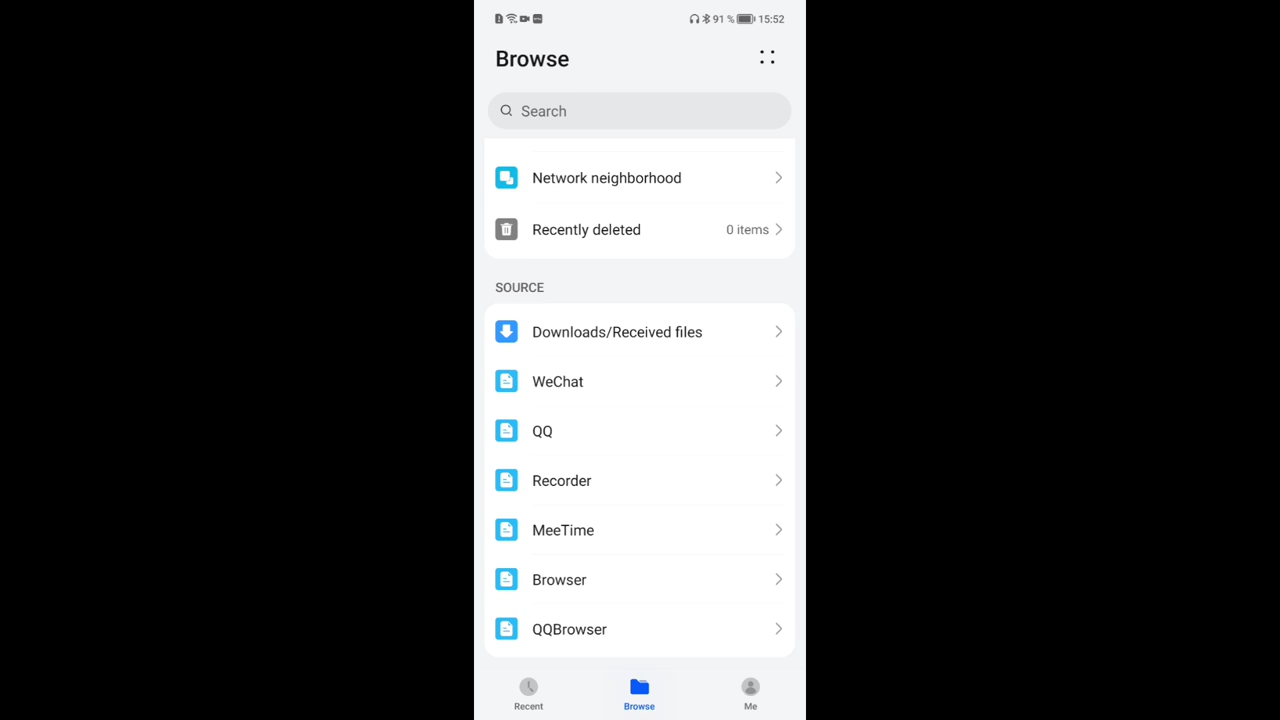 91 % 15:52
Browse
Search
Network neighborhood
Recently deleted 0 items
SOURCE
Downloads/Received files
WeChat
QQ
Recorder
MeeTime
Browser
QQBrowser
Recent Browse Me